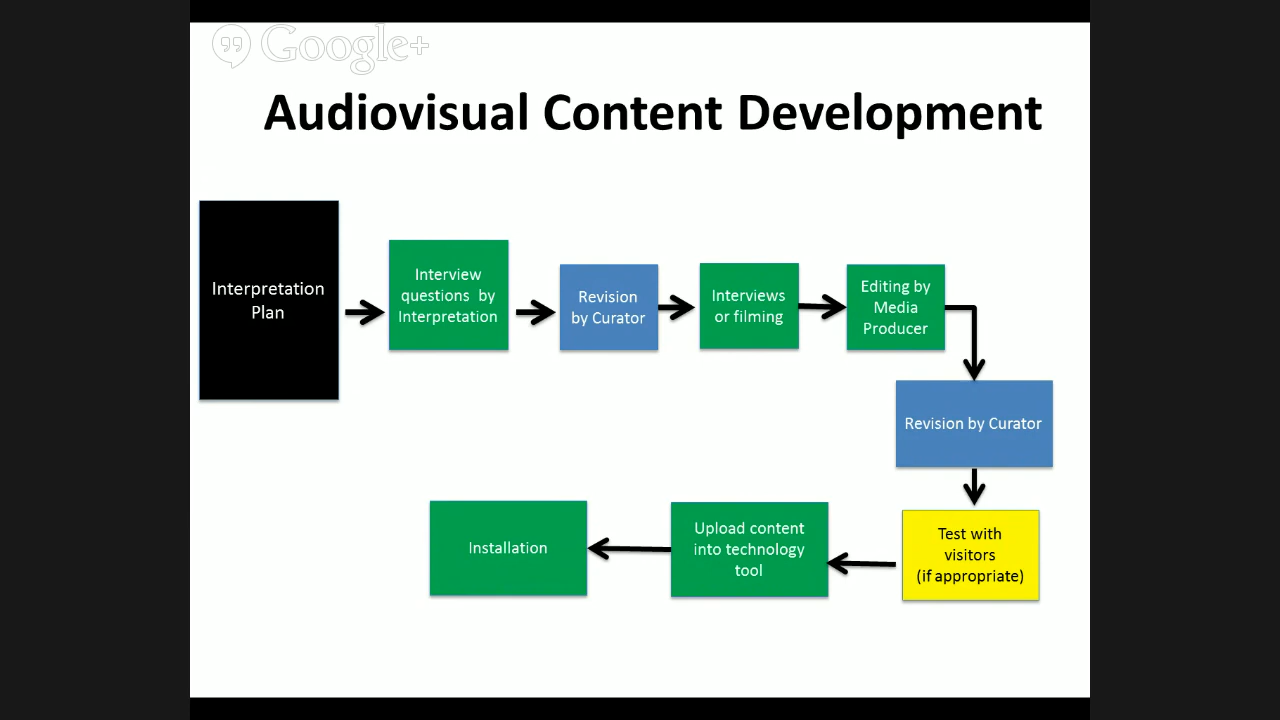 Google+
Audiovisual Content Development
Interpretation
Plan
Interview
questions by
Interpretation
Revision
by Curator
Interviews
or filming
Editing by
Media
Producer
Revision by Curator
Test with
visitors
(if appropriate)
Upload content
into technology
tool
Installation